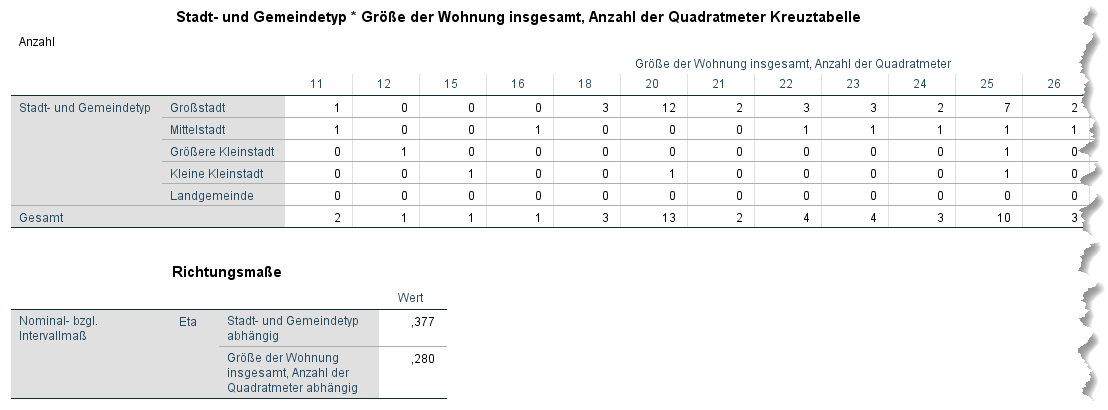 Stadt- und Gemeindetyp * Größe der Wohnung insgesamt, Anzahl der Quadratmeter Kreuztabelle
Anzahl
Größe der Wohnung insgesamt, Anzahl der Quadratmeter
11 12 15 16 18 20 21 22 23 24 25 26
Stadt- und Gemeindetyp Großstadt 1 0 0 0 3 12 2 3 3 2 7 2
Mittelstadt 1 0 0 1 0 0 0 1 1 1 1 1
Größere Kleinstadt 0 1 0 0 0 0 0 0 0 0 1 0
Kleine Kleinstadt 0 0 1 0 0 1 0 0 0 0 1 0
Landgemeinde 0 0 0 0 0 0 0 0 0 0 0 0
Gesamt 2 1 1 1 3 13 2 4 4 3 10 3
Richtungsmaße
Wert
Nominal- bzgl.
Intervallmaß
Eta
Stadt- und Gemeindetyp
abhängig
,377
Größe der Wohnung
insgesamt, Anzahl der
Quadratmeter abhängig
,280